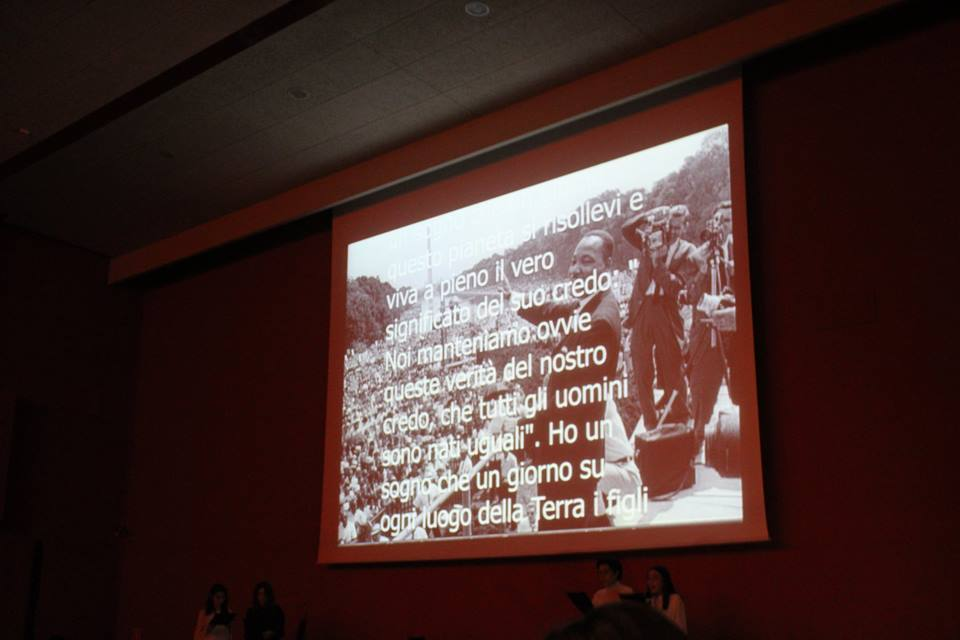 un sogno
questo pianeta si risollevi e
viva a pieno il vero
significato del suo credo: "
Noi manteniamo ovvie
queste verità del nostro
credo, che tutti gli uomini
sono nati uguali". Ho un
sogno che un giorno su
ogni luogo della Terra i figli